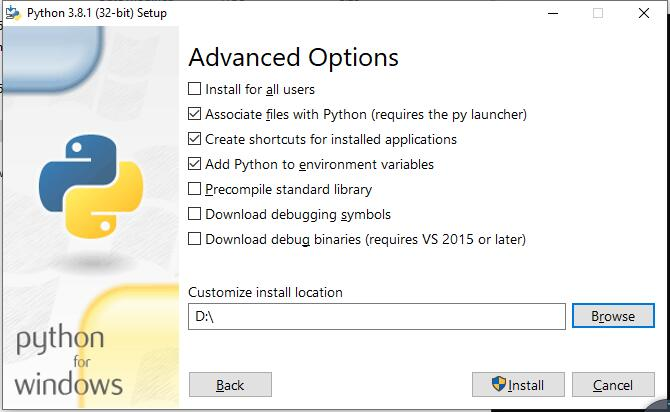 Python 3.8.1 (32-bit) Setup
Advanced Options
Install for all users
Associate files with Python (requires the py launcher)
Create shortcuts for installed applications
Add Python to environment variables
Precompile standard library
Download debugging symbols
Download debug binaries (requires VS 2015 or later)
Customize install location
D:\
Browse
python
for
windows
Back
Install
Cancel